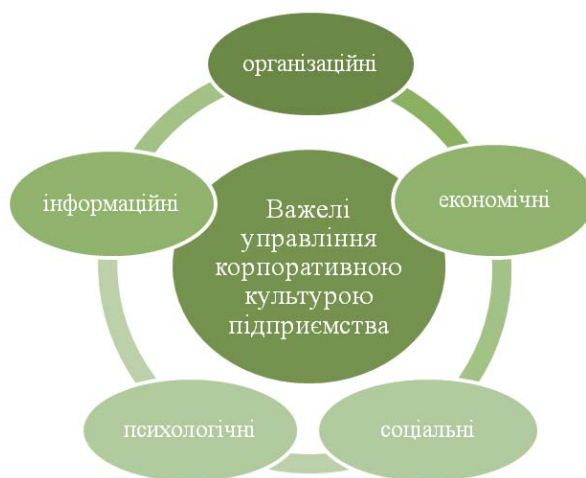 організаційні
економічні
інформаційні
Важелі
управління
корпоративною
культурою
підприємства
психологічні
соціальні